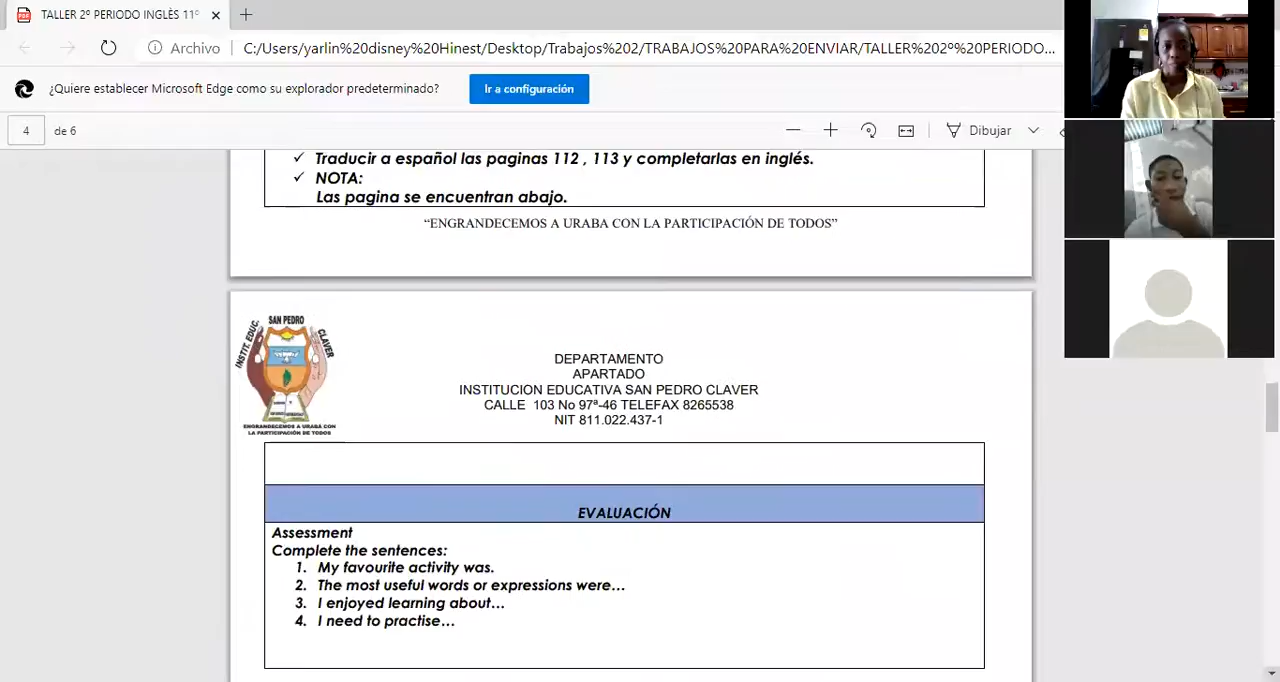 TALLER 2º PERIODO INGLÈS 11º
Archivo
C:/Users/yarlin%20disney%20Hinest/Desktop/Trabajos%202/TRABAJOS%20PARA%20ENVIAR/TALLER%202º%20PERIODO...
¿Quiere establecer Microsoft Edge como su explorador predeterminado?
Ir a configuración
4 de 6
Dibujar
✓ Traducir a español las paginas 112 , 113 y completarlas en inglés.
✓ NOTA:
Las pagina se encuentran abajo.
“ENGRANDECEMOS A URABA CON LA PARTICIPACIÓN DE TODOS”
INSTIT. EDUC. SAN PEDRO CLAVER
ENGRANDECEMOS A URABA CON
LA PARTICIPACIÓN DE TODOS
DEPARTAMENTO
APARTADO
INSTITUCION EDUCATIVA SAN PEDRO CLAVER
CALLE 103 No 97ª-46 TELEFAX 8265538
NIT 811.022.437-1
EVALUACIÓN
Assessment
Complete the sentences:
1. My favourite activity was.
2. The most useful words or expressions were…
3. I enjoyed learning about…
4. I need to practise…